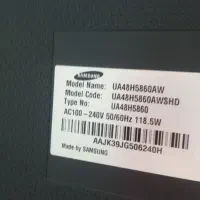 SAMSUNG
Model Name: UA48H5860AW
Model Code: UA48H5860AWSHD
Type No: UA48H5860
AC100-240V 50/60Hz 118.5W
AAJK39JG506240H
Made by SAMSUNG